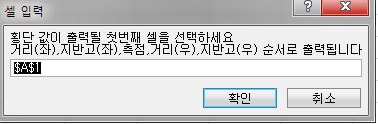 셀 입력
횡단 값이 출력될 첫번째 셀을 선택하세요
거리(좌),지반고(좌),측점,거리(우),지반고(우) 순서로 출력됩니다
$A$1
확인
취소